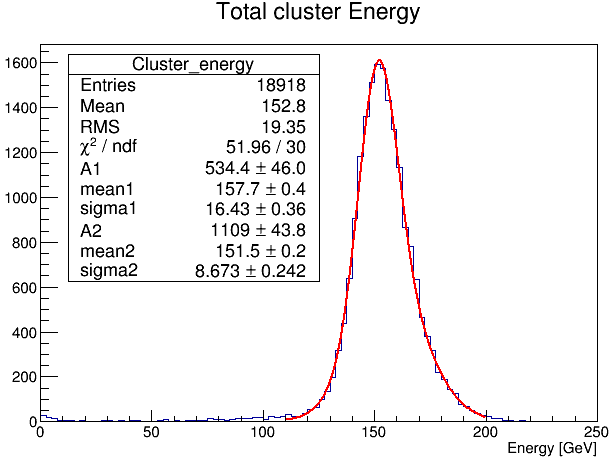 Total cluster Energy
Cluster_energy
Entries 18918
Mean 152.8
RMS 19.35
χ² / ndf 51.96 / 30
A1 534.4 ± 46.0
mean1 157.7 ± 0.4
sigma1 16.43 ± 0.36
A2 1109 ± 43.8
mean2 151.5 ± 0.2
sigma2 8.673 ± 0.242
1600
1400
1200
1000
800
600
400
200
0
0 50 100 150 200 250
Energy [GeV]